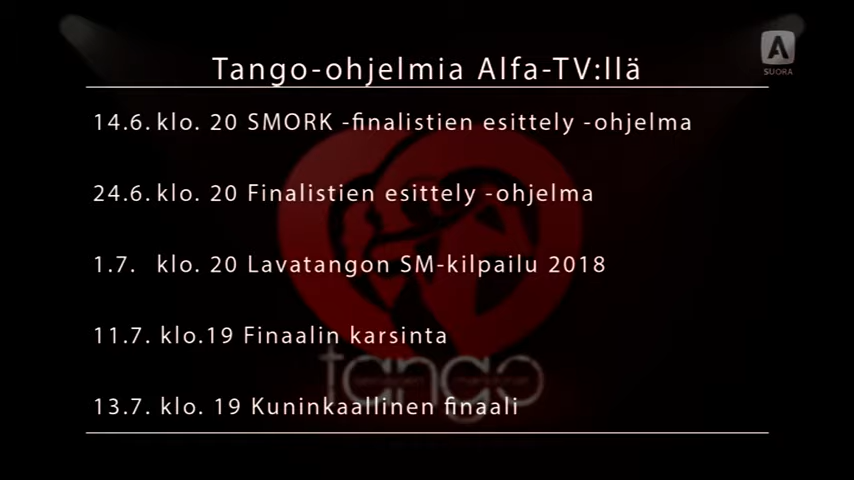 Tango-ohjelmia Alfa-TV:llä
A
SUORA
14.6. klo. 20 SMORK -finalistien esittely -ohjelma
24.6. klo. 20 Finalistien esittely -ohjelma
1.7. klo. 20 Lavatangon SM-kilpailu 2018
11.7. klo.19 Finaalin karsinta
tango
13.7. klo. 19 Kuninkaallinen finaali